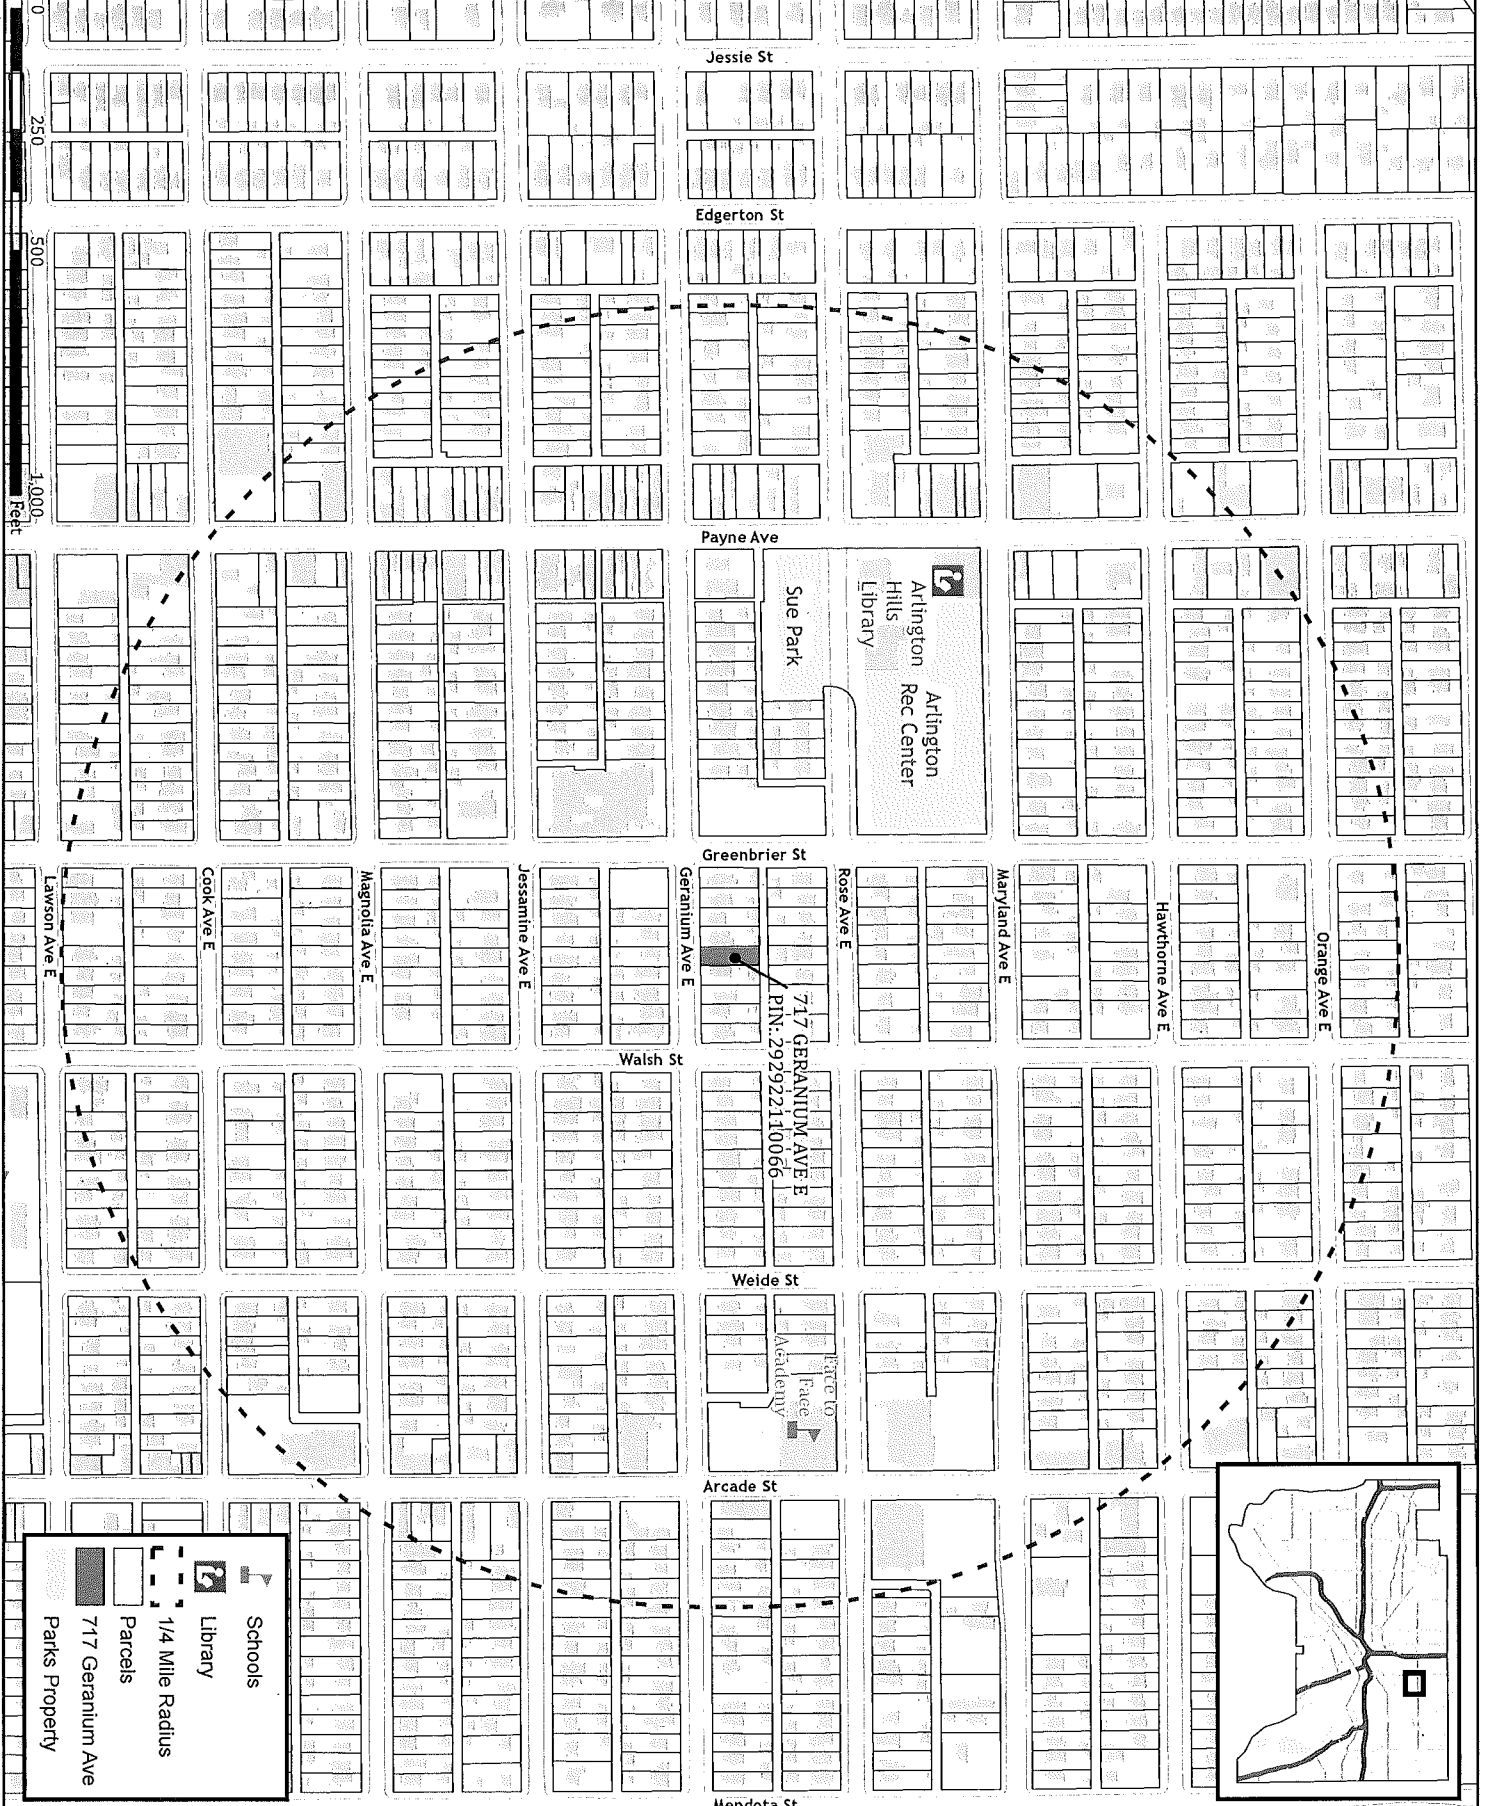 Jessie St
Edgerton St
Payne Ave
Arlington
Hills
Library
Arlington
Rec Center
Sue Park
Greenbrier St
Lawson Ave E
Cook Ave E
Magnolia Ave E
Jessamine Ave E
Geranium Ave E
Rose Ave E
Maryland Ave E
Hawthorne Ave E
Orange Ave E
717 GERANIUM AVE E
PIN: 292922110066
Walsh St
Weide St
Face to
Face
Academy
Arcade St
Mendota St
0
250
500
1,000
Feet
Schools
Library
1/4 Mile Radius
Parcels
717 Geranium Ave
Parks Property